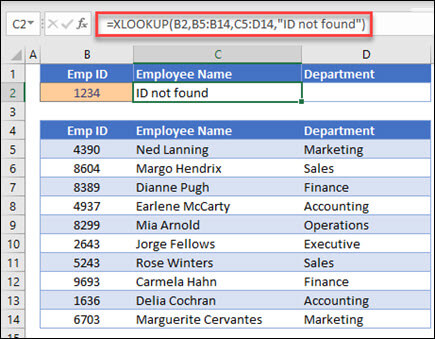 C2 fx =XLOOKUP(B2,B5:B14,C5:D14,"ID not found")
A B C D
1 Emp ID Employee Name Department
2 1234 ID not found
3
4 Emp ID Employee Name Department
5 4390 Ned Lanning Marketing
6 8604 Margo Hendrix Sales
7 8389 Dianne Pugh Finance
8 4937 Earlene McCarty Accounting
9 8299 Mia Arnold Operations
10 2643 Jorge Fellows Executive
11 5243 Rose Winters Sales
12 9693 Carmela Hahn Finance
13 1636 Delia Cochran Accounting
14 6703 Marguerite Cervantes Marketing
15